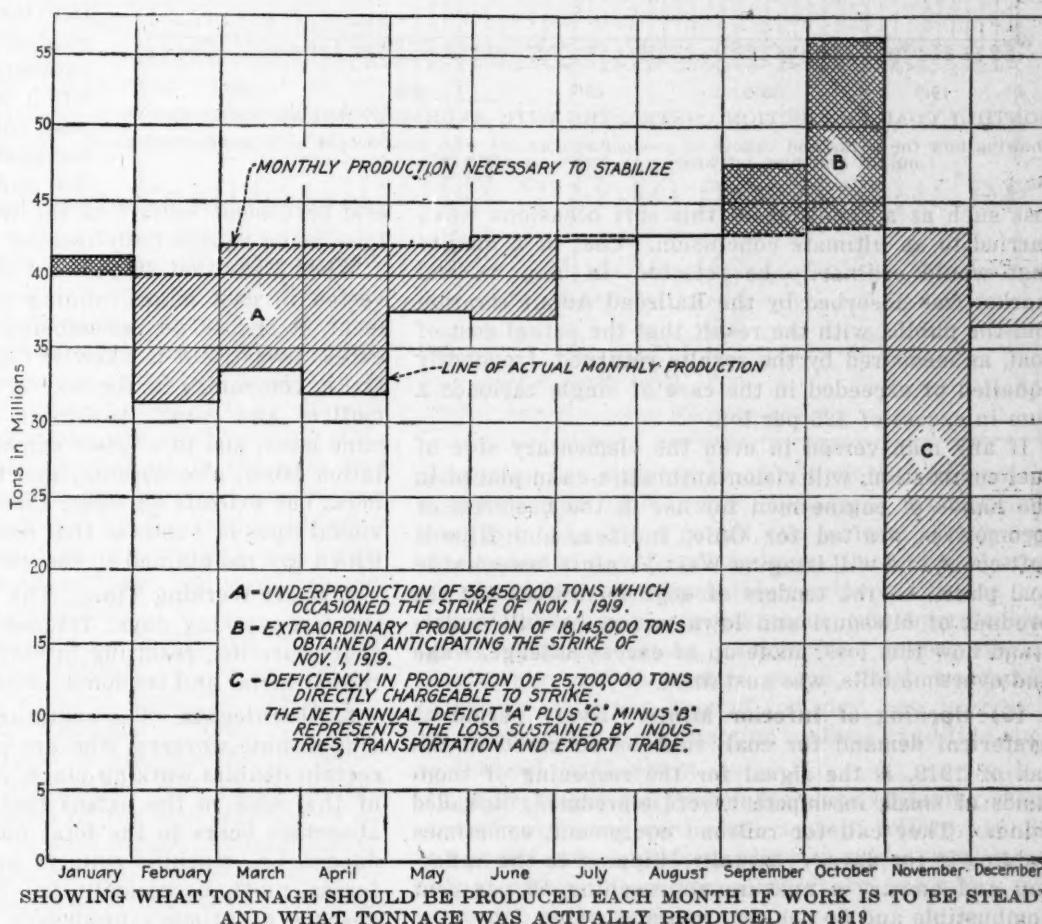 55
50
45
40
35
30
25
20
15
10
5
0
Tons in Millions
MONTHLY PRODUCTION NECESSARY TO STABILIZE
LINE OF ACTUAL MONTHLY PRODUCTION
A
B
C
A - UNDERPRODUCTION OF 36,450,000 TONS WHICH
OCCASIONED THE STRIKE OF NOV. 1, 1919.
B - EXTRAORDINARY PRODUCTION OF 18,145,000 TONS
OBTAINED ANTICIPATING THE STRIKE OF
NOV. 1, 1919.
C - DEFICIENCY IN PRODUCTION OF 25,700,000 TONS
DIRECTLY CHARGEABLE TO STRIKE.
THE NET ANNUAL DEFICIT "A" PLUS "C" MINUS "B"
REPRESENTS THE LOSS SUSTAINED BY INDUS-
TRIES, TRANSPORTATION AND EXPORT TRADE.
January February March April May June July August September October November December
SHOWING WHAT TONNAGE SHOULD BE PRODUCED EACH MONTH IF WORK IS TO BE STEADY
AND WHAT TONNAGE WAS ACTUALLY PRODUCED IN 1919